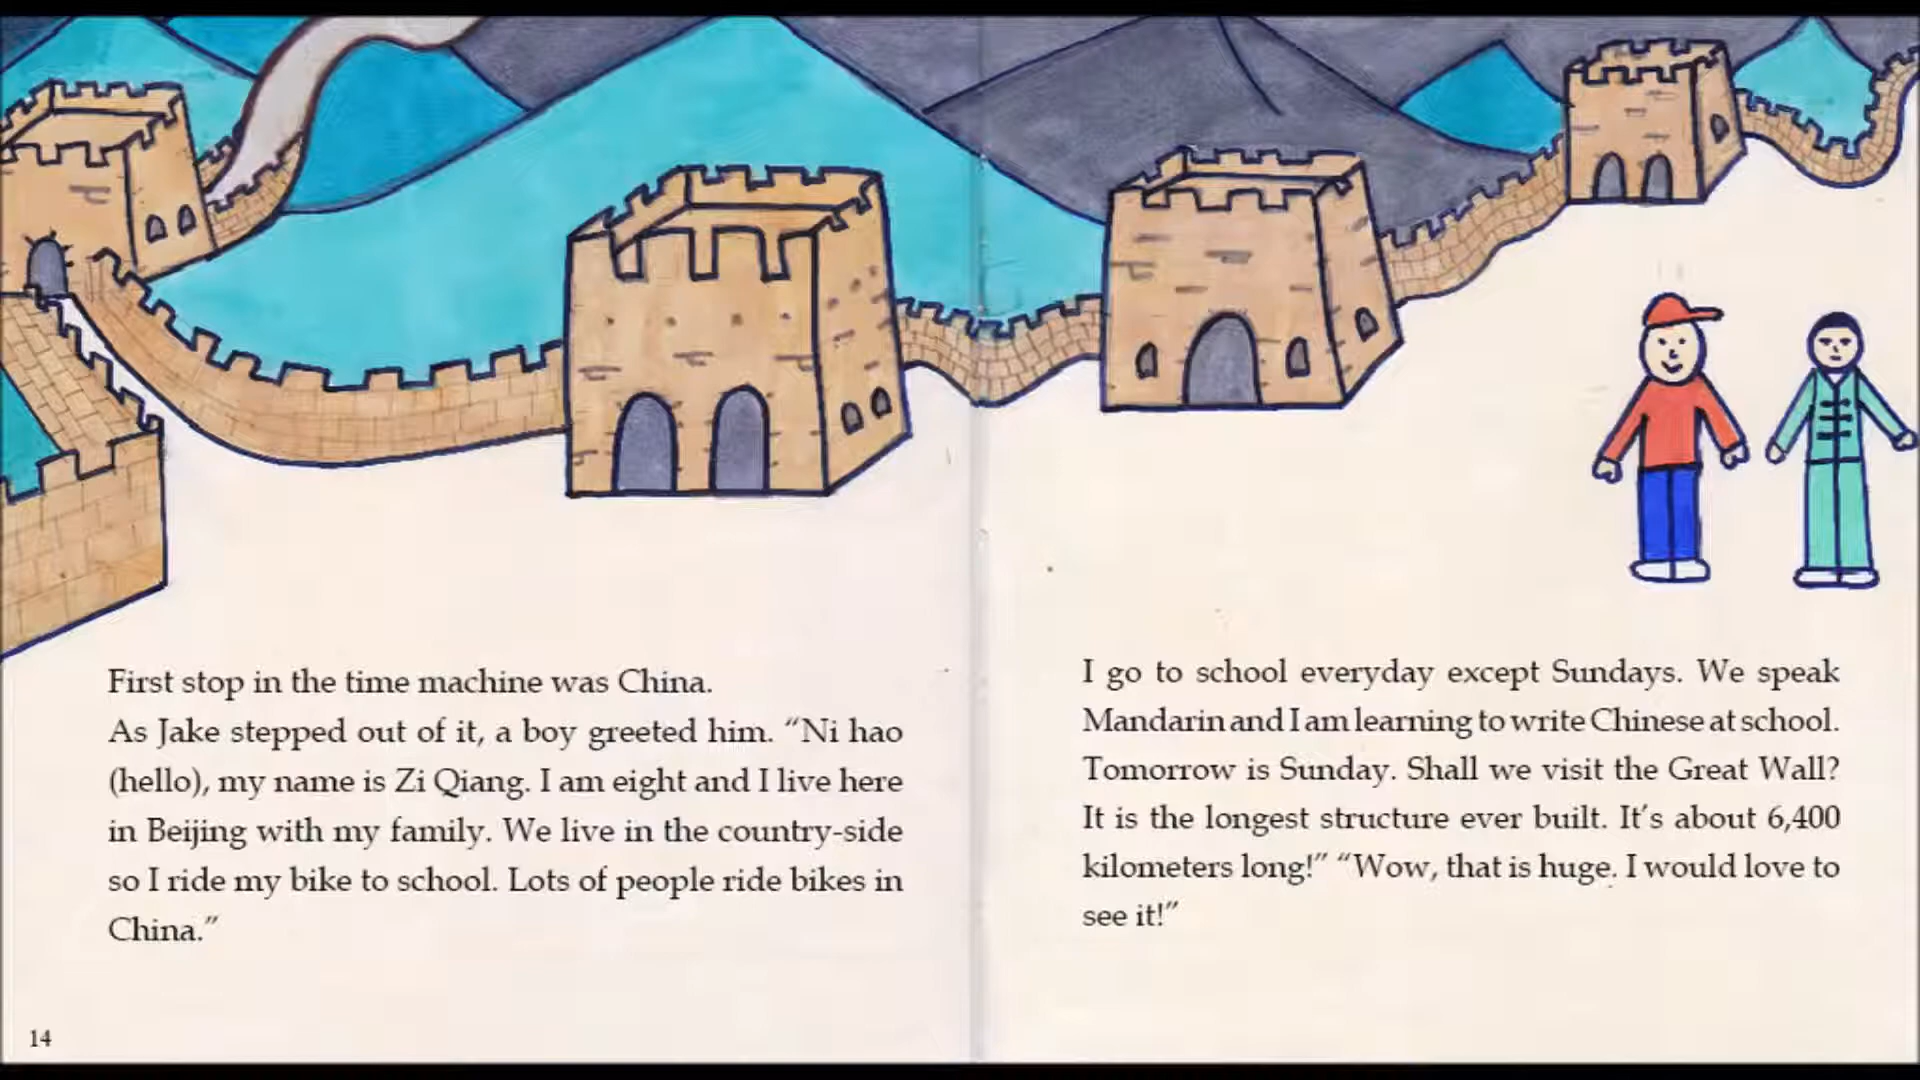 First stop in the time machine was China.
As Jake stepped out of it, a boy greeted him. “Ni hao
(hello), my name is Zi Qiang. I am eight and I live here
in Beijing with my family. We live in the country-side
so I ride my bike to school. Lots of people ride bikes in
China.”
14
I go to school everyday except Sundays. We speak
Mandarin and I am learning to write Chinese at school.
Tomorrow is Sunday. Shall we visit the Great Wall?
It is the longest structure ever built. It’s about 6,400
kilometers long!” “Wow, that is huge. I would love to
see it!”